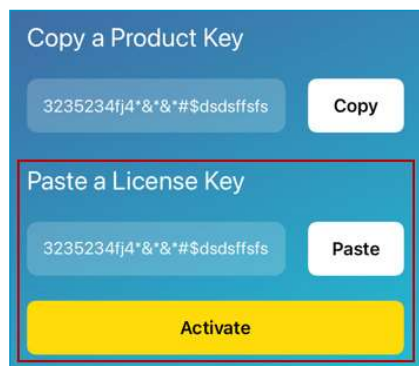 Copy a Product Key
3235234fj4*&*&*#$dsdsffsfs Copy
Paste a License Key
3235234fj4*&*&*#$dsdsffsfs Paste
Activate